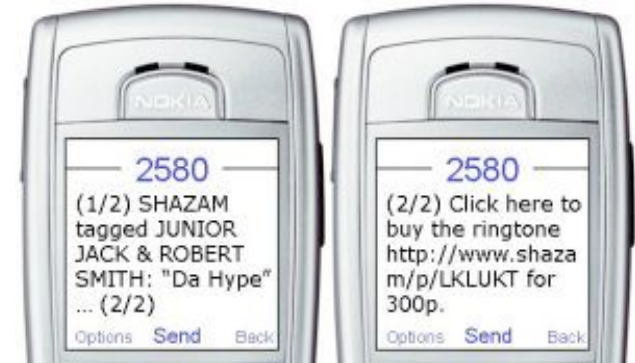 NOKIA
2580
(1/2) SHAZAM
tagged JUNIOR
JACK & ROBERT
SMITH: "Da Hype"
... (2/2)
Options Send Back
NOKIA
2580
(2/2) Click here to
buy the ringtone
http://www.shaza
m/p/LKLUKT for
300p.
Options Send Back